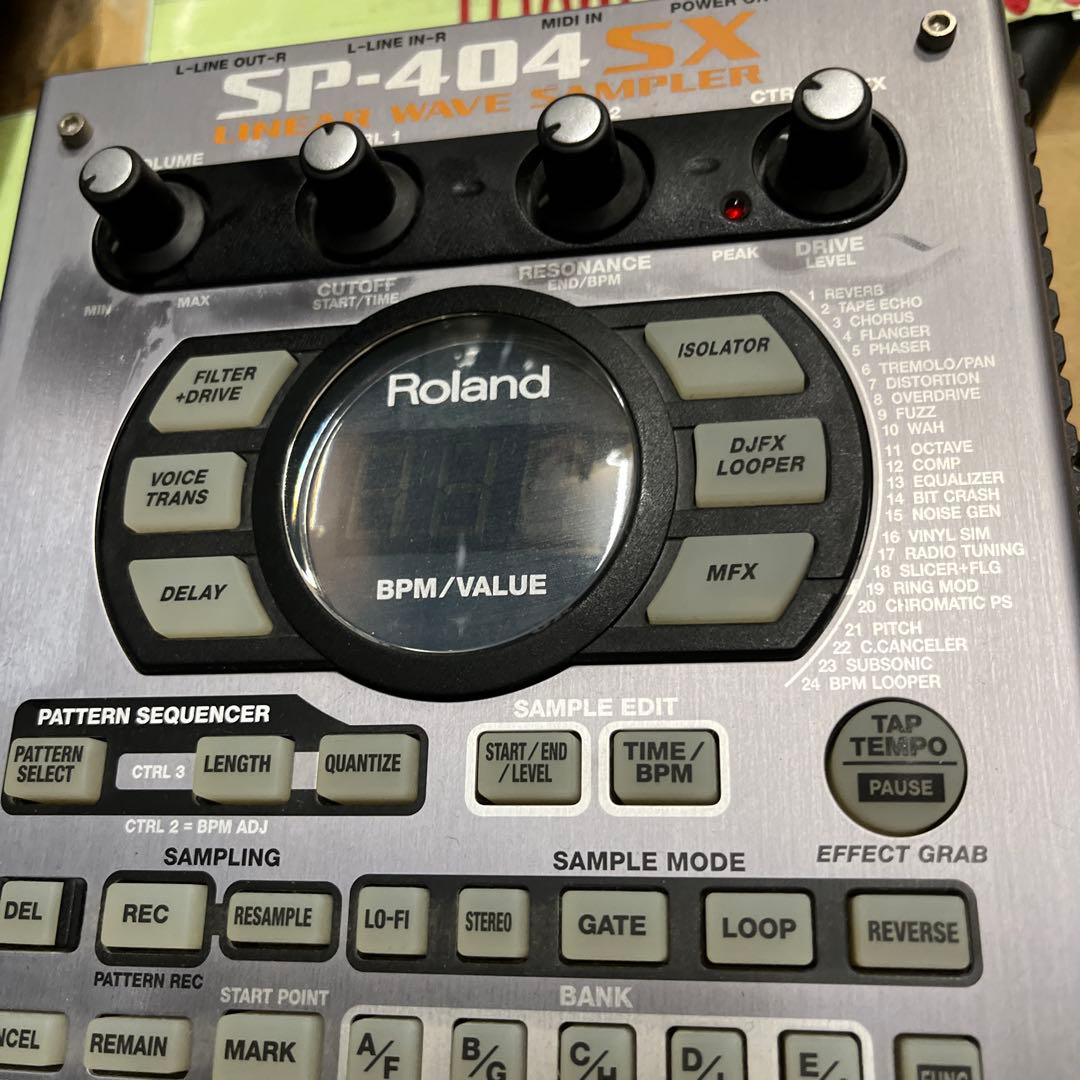 L-LINE OUT-R
L-LINE IN-R
MIDI IN
POWER ON
SP-404SX
LINEAR WAVE SAMPLER
MIN
MAX
CUTOFF
START/TIME
RESONANCE
END/BPM
PEAK
DRIVE
LEVEL
1 REVERB
2 TAPE ECHO
3 CHORUS
4 FLANGER
5 PHASER
6 TREMOLO/PAN
7 DISTORTION
8 OVERDRIVE
9 FUZZ
10 WAH
11 OCTAVE
12 COMP
13 EQUALIZER
14 BIT CRASH
15 NOISE GEN
16 VINYL SIM
17 RADIO TUNING
18 SLICER+FLG
19 RING MOD
20 CHROMATIC PS
21 PITCH
22 C.CANCELER
23 SUBSONIC
24 BPM LOOPER
FILTER
+DRIVE
VOICE
TRANS
DELAY
Roland
BPM/VALUE
ISOLATOR
DJFX
LOOPER
MFX
PATTERN SEQUENCER
PATTERN
SELECT
CTRL 3
LENGTH
QUANTIZE
CTRL 2 = BPM ADJ
SAMPLE EDIT
START/END
/LEVEL
TIME/
BPM
TAP
TEMPO
PAUSE
EFFECT GRAB
SAMPLING
DEL
REC
RESAMPLE
PATTERN REC
SAMPLE MODE
LO-FI
STEREO
GATE
LOOP
REVERSE
START POINT
REMAIN
MARK
BANK
A/F
B/G
C/H